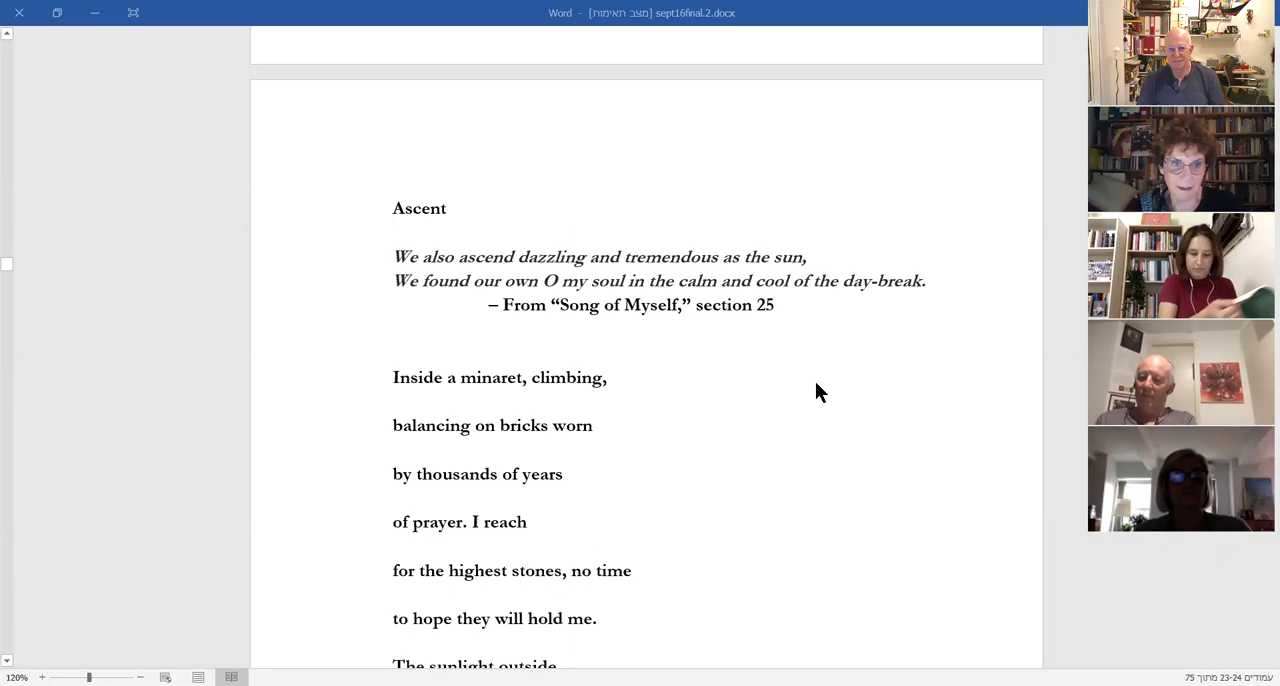 Word - [מצב תאימות] sept16final.2.docx
Ascent
We also ascend dazzling and tremendous as the sun,
We found our own O my soul in the calm and cool of the day-break.
– From “Song of Myself,” section 25
Inside a minaret, climbing,
balancing on bricks worn
by thousands of years
of prayer. I reach
for the highest stones, no time
to hope they will hold me.
The sunlight outside
120%
עמודים 23-24 מתוך 75